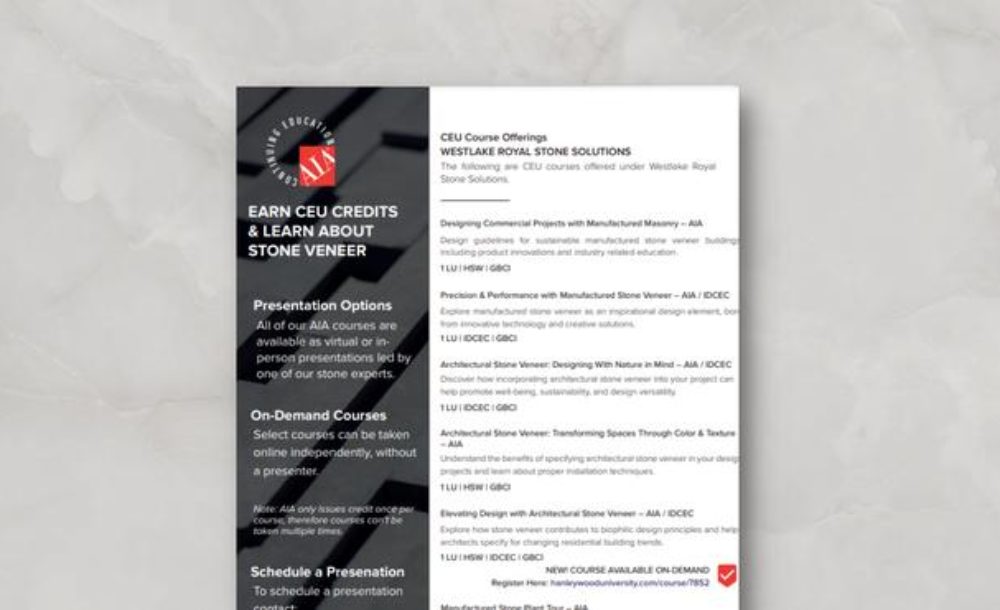 CONTINUING EDUCATION
AIA
EARN CEU CREDITS
& LEARN ABOUT
STONE VENEER
Presentation Options
All of our AIA courses are
available as virtual or in-
person presentations led by
one of our stone experts.
On-Demand Courses
Select courses can be taken
online independently, without
a presenter.
Note: AIA only issues credit once per
course, therefore courses can't be
taken multiple times.
Schedule a Presenation
To schedule a presentation
contact:
CEU Course Offerings
WESTLAKE ROYAL STONE SOLUTIONS
The following are CEU courses offered under Westlake Royal
Stone Solutions.
Designing Commercial Projects with Manufactured Masonry – AIA
Design guidelines for sustainable manufactured stone veneer buildings
including product innovations and industry related education.
1 LU | HSW | GBCI
Precision & Performance with Manufactured Stone Veneer – AIA / IDCEC
Explore manufactured stone veneer as an inspirational design element,
from innovative technology and creative solutions.
1 LU | IDCEC | GBCI
Architectural Stone Veneer: Designing With Nature in Mind – AIA / IDCEC
Discover how incorporating architectural stone veneer into your project can
help promote well-being, sustainability, and design versatility.
1 LU | IDCEC | GBCI
Architectural Stone Veneer: Transforming Spaces Through Color & Texture
– AIA
Understand the benefits of specifying architectural stone veneer in your design
projects and learn about proper installation techniques.
1 LU | HSW | GBCI
Elevating Design with Architectural Stone Veneer – AIA / IDCEC
Explore how stone veneer contributes to biophilic design principles and help
architects specify for changing residential building trends.
1 LU | HSW | IDCEC | GBCI
NEW! COURSE AVAILABLE ON-DEMAND
Register Here: hanleywooduniversity.com/course/7852
Manufactured Stone Plant Tour – AIA